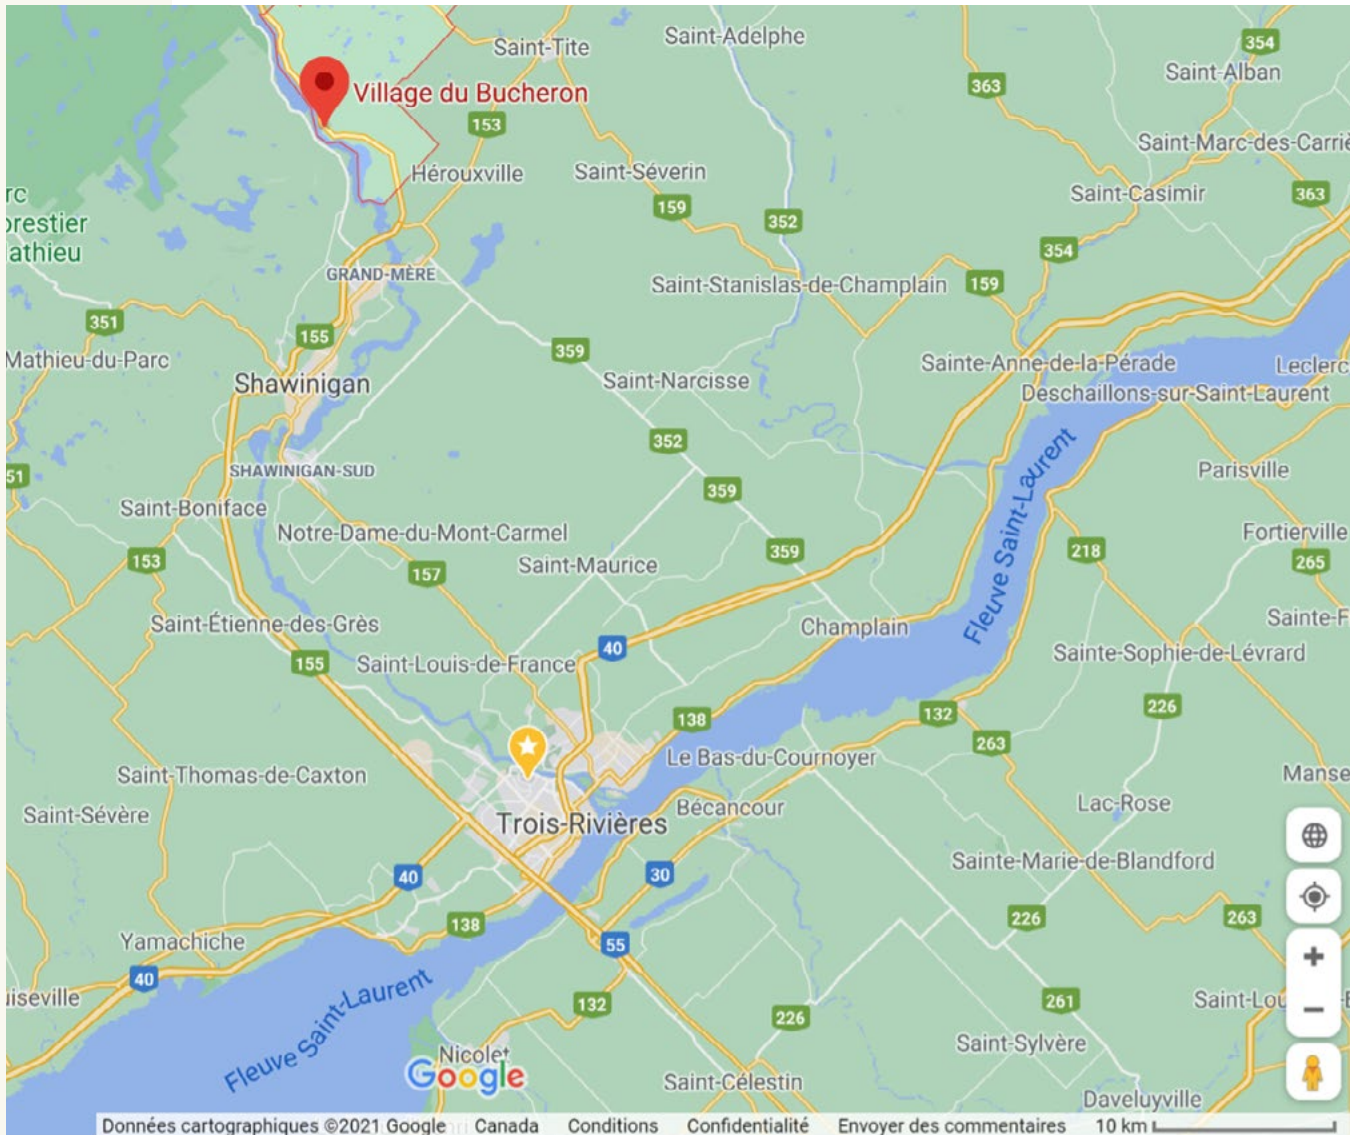 Saint-Tite
Saint-Adelphe
354
Saint-Alban
363
Village du Bucheron
153
Saint-Marc-des-Carriè
Hérouxville
Saint-Séverin
Saint-Casimir
363
rc
orestier
athieu
159
352
354
GRAND-MÈRE
Saint-Stanislas-de-Champlain
159
351
155
359
Mathieu-du-Parc
Shawinigan
Saint-Narcisse
Sainte-Anne-de-la-Pérade
Leclerc
Deschaillons-sur-Saint-Laurent
352
51
SHAWINIGAN-SUD
359
Fleuve Saint-Laurent
Parisville
Saint-Boniface
Notre-Dame-du-Mont-Carmel
359
218
Fortierville
153
157
Saint-Maurice
265
Saint-Étienne-des-Grès
Champlain
Sainte-F
155
Saint-Louis-de-France
40
Sainte-Sophie-de-Lévrard
138
132
226
263
Le Bas-du-Cournoyer
Saint-Thomas-de-Caxton
Manse
Saint-Sévère
Trois-Rivières
Bécancour
Lac-Rose
40
30
Sainte-Marie-de-Blandford
138
226
263
Yamachiche
55
40
uiseville
Fleuve Saint-Laurent
132
226
261
Saint-Lou
Nicolet
Saint-Sylvère
Google
Saint-Célestin
Daveluyville
Données cartographiques ©2021 Google Canada Conditions Confidentialité Envoyer des commentaires 10 km